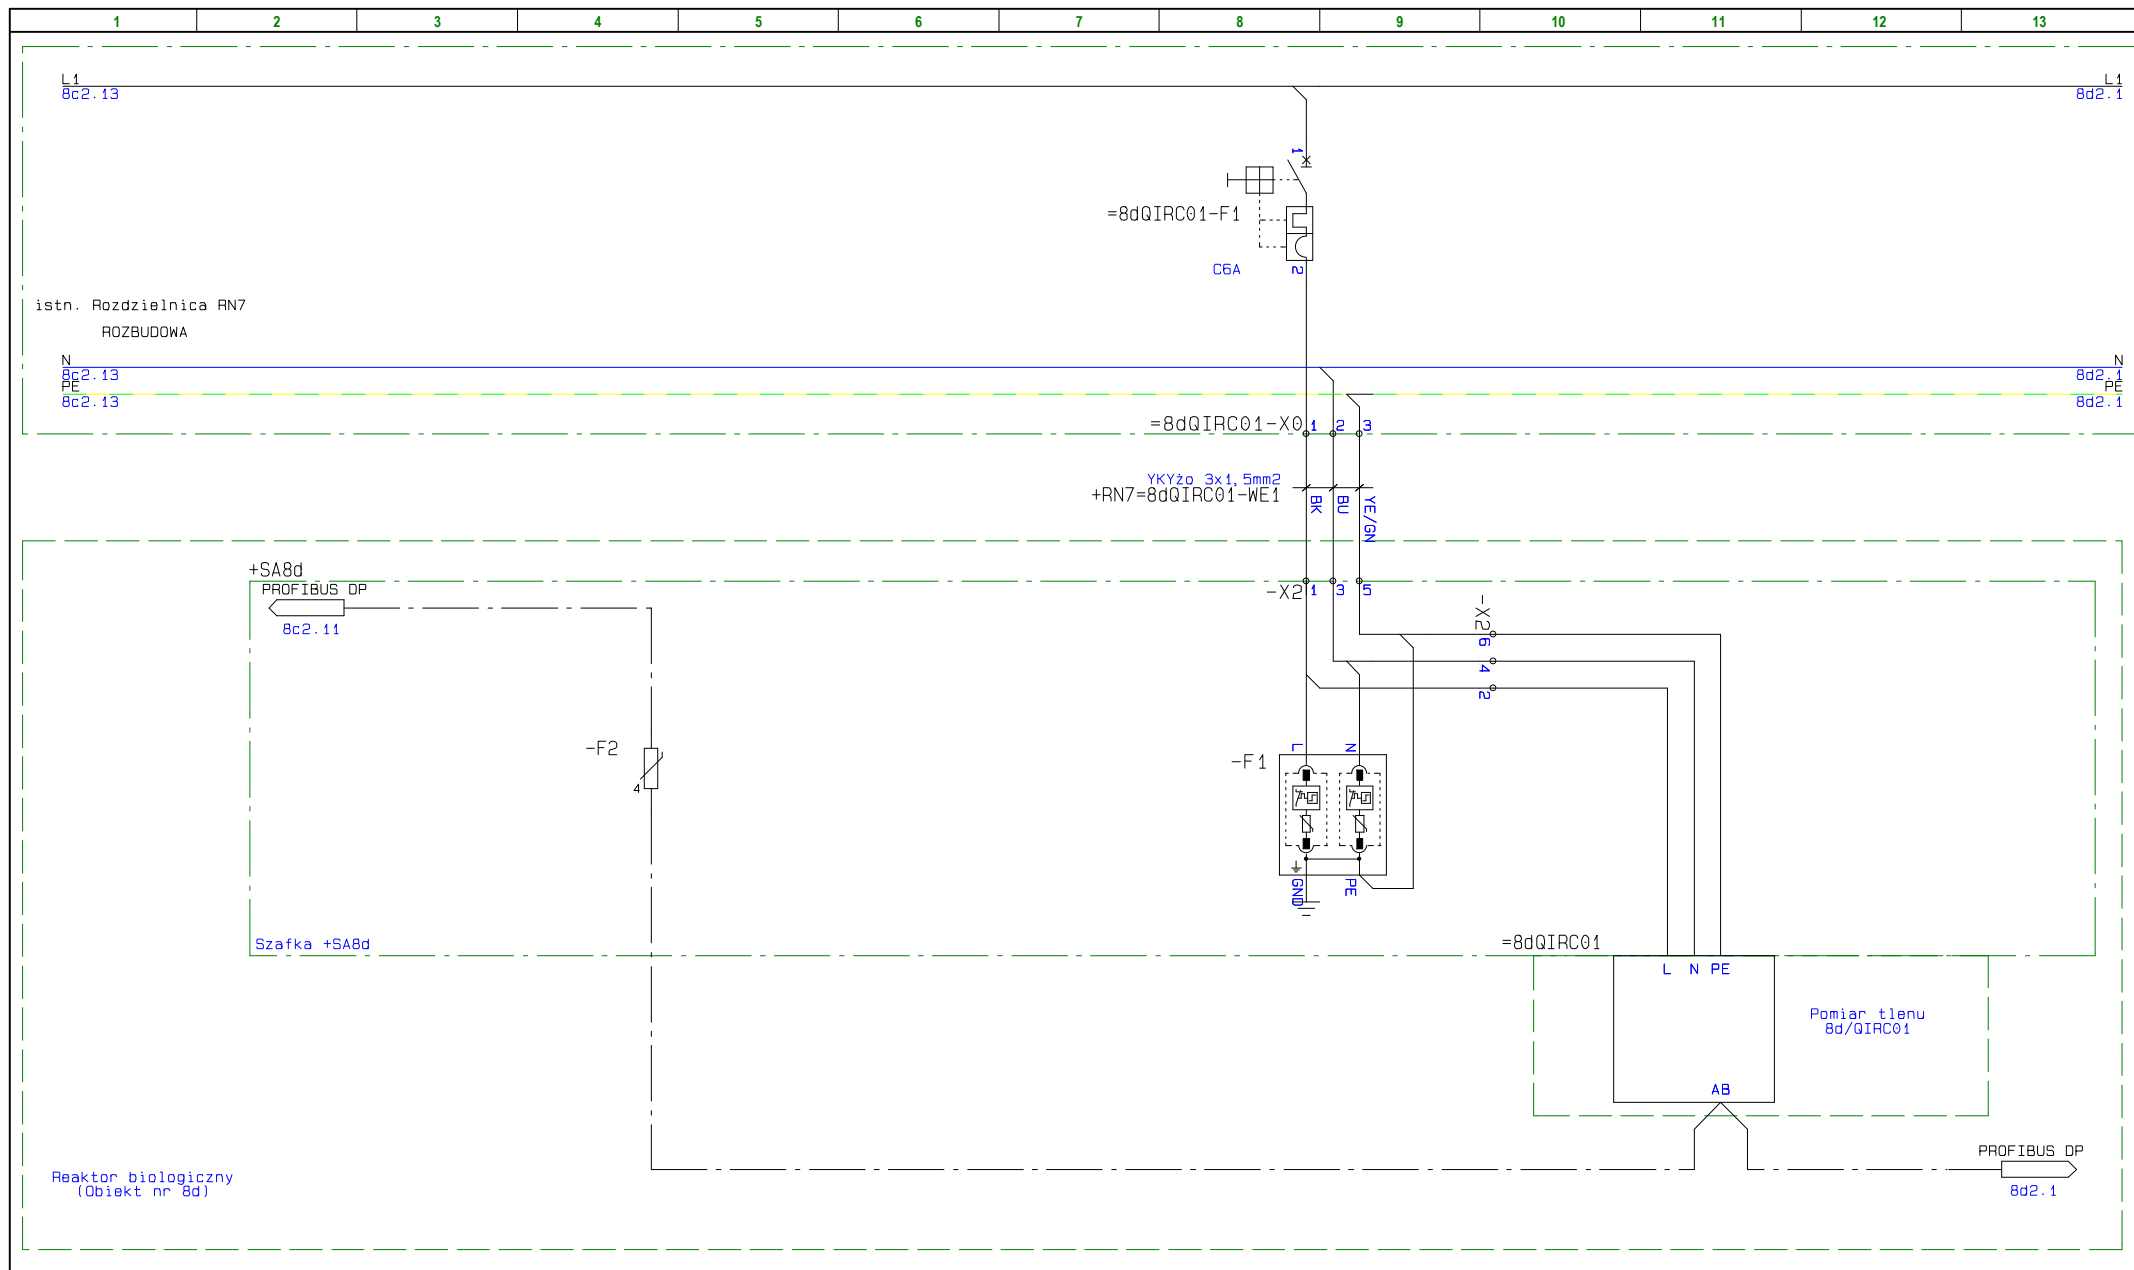 1 2 3 4 5 6 7 8 9 10 11 12 13
L1 L1
8c2.13 8d2.1
1
=8dQIRC01-F1
C6A 2
istn. Rozdzielnica RN7
ROZBUDOWA
N N
8c2.13 8d2.1
PE PE
8c2.13 8d2.1
=8dQIRC01-X0 1 2 3
YKYżo 3x1,5mm2
+RN7=8dQIRC01-WE1
BK BU YE/GN
+SA8d
PROFIBUS DP
8c2.11
-X2 1 3 5
-X2
6
4
2
-F2
4
L N
-F1
GND PE
Szafka +SA8d
=8dQIRC01
L N PE
Pomiar tlenu
8d/QIRC01
AB
PROFIBUS DP
8d2.1
Reaktor biologiczny
(Obiekt nr 8d)